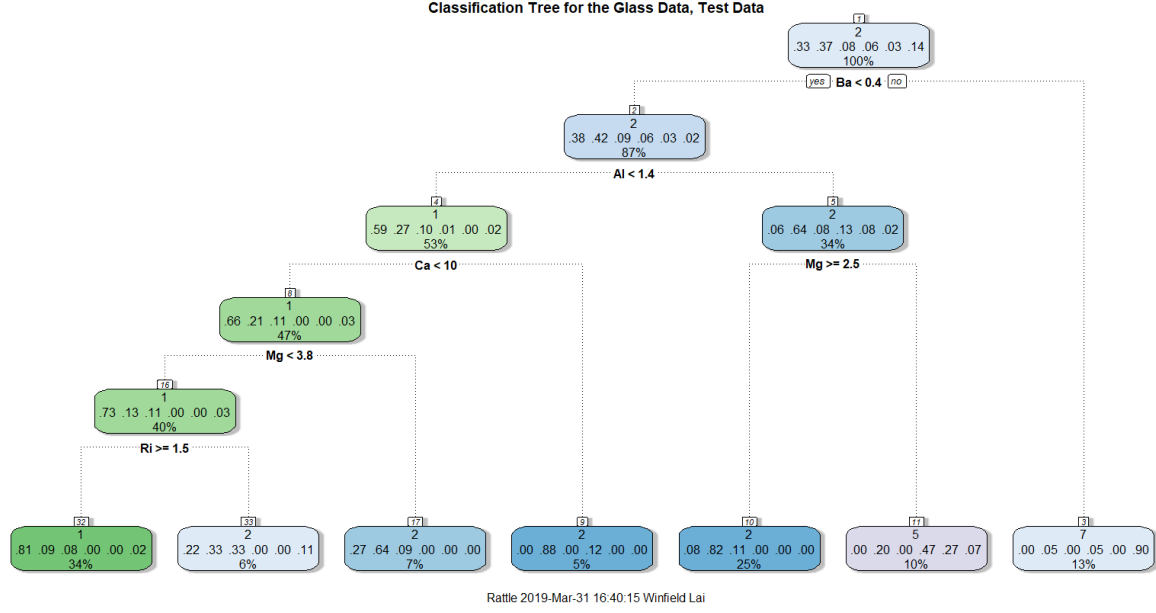 Classification Tree for the Glass Data, Test Data
1
2
.33 .37 .08 .06 .03 .14
100%
yes Ba < 0.4 no
2
2
.38 .42 .09 .06 .03 .02
87%
Al < 1.4
4
1
.59 .27 .10 .01 .00 .02
53%
Ca < 10
5
2
.06 .64 .08 .13 .08 .02
34%
Mg >= 2.5
8
1
.66 .21 .11 .00 .00 .03
47%
Mg < 3.8
16
1
.73 .13 .11 .00 .00 .03
40%
Ri >= 1.5
32
1
.81 .09 .08 .00 .00 .02
34%
33
2
.22 .33 .33 .00 .00 .11
6%
17
2
.27 .64 .09 .00 .00 .00
7%
9
2
.00 .88 .00 .12 .00 .00
5%
10
2
.08 .82 .11 .00 .00 .00
25%
11
5
.00 .20 .00 .47 .27 .07
10%
3
7
.00 .05 .00 .05 .00 .90
13%
Rattle 2019-Mar-31 16:40:15 Winfield Lai